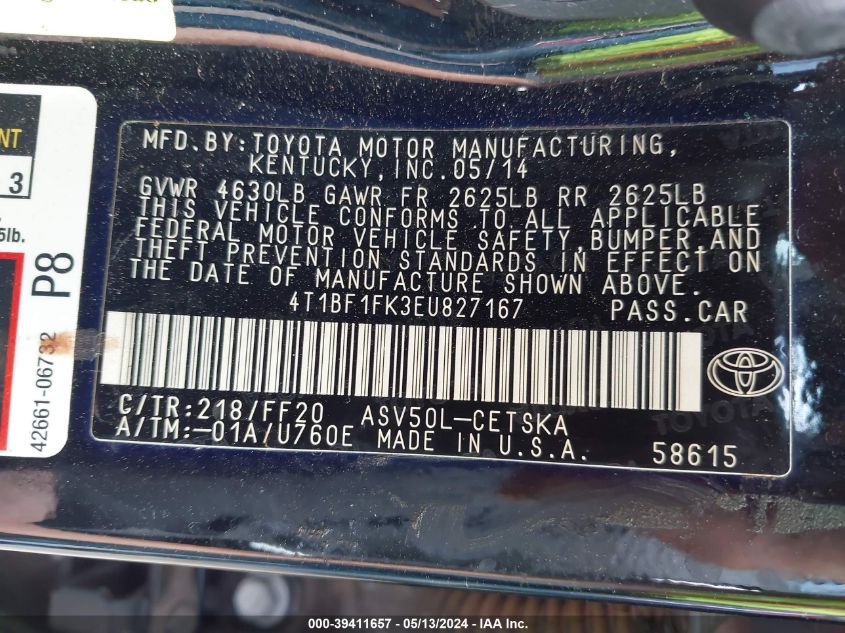 MFD.BY:TOYOTA MOTOR MANUFACTURING,
KENTUCKY,INC.05/14
GVWR 4630LB GAWR FR 2625LB RR 2625LB
THIS VEHICLE CONFORMS TO ALL APPLICABLE
FEDERAL MOTOR VEHICLE SAFETY,BUMPER,AND
THEFT PREVENTION STANDARDS IN EFFECT ON
THE DATE OF MANUFACTURE SHOWN ABOVE.
4T1BF1FK3EU827167 PASS.CAR
C/TR:218/FF20 ASV50L-CETSKA
A/TM:-01A/U760E MADE IN U.S.A.
58615
3
5lb.
P8
42661-06732
000-39411657 - 05/13/2024 - IAA Inc.